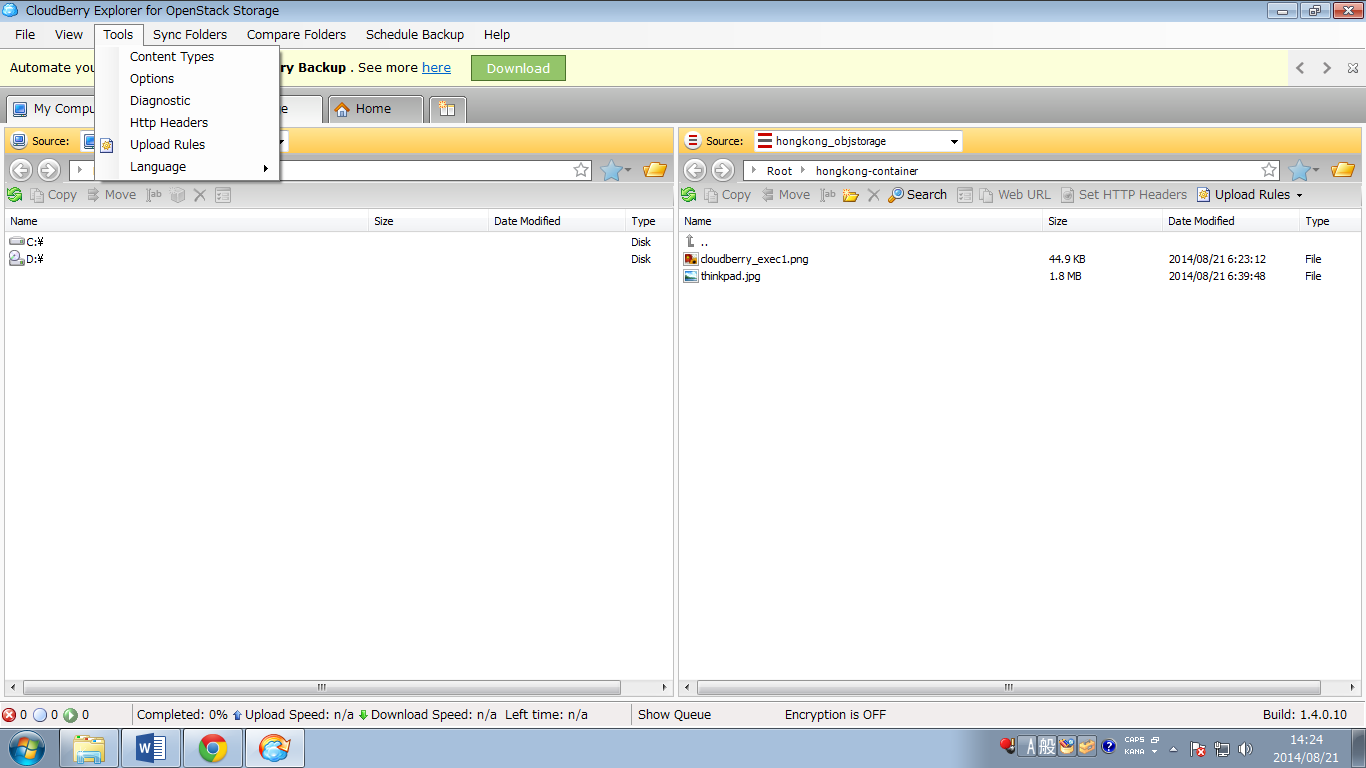 CloudBerry Explorer for OpenStack Storage
File View Tools Sync Folders Compare Folders Schedule Backup Help
Automate you ry Backup . See more here Download
Content Types
Options
Diagnostic
Http Headers
Upload Rules
Language
My Compu e Home
Source:
Source: hongkong_objstorage
Root hongkong-container
Copy Move
Copy Move Search Web URL Set HTTP Headers Upload Rules
Name Size Date Modified Type
C:¥ Disk
D:¥ Disk
Name Size Date Modified Type
..
cloudberry_exec1.png 44.9 KB 2014/08/21 6:23:12 File
thinkpad.jpg 1.8 MB 2014/08/21 6:39:48 File
0 0 0 Completed: 0% Upload Speed: n/a Download Speed: n/a Left time: n/a Show Queue Encryption is OFF Build: 1.4.0.10
A 般 CAPS KANA
14:24
2014/08/21